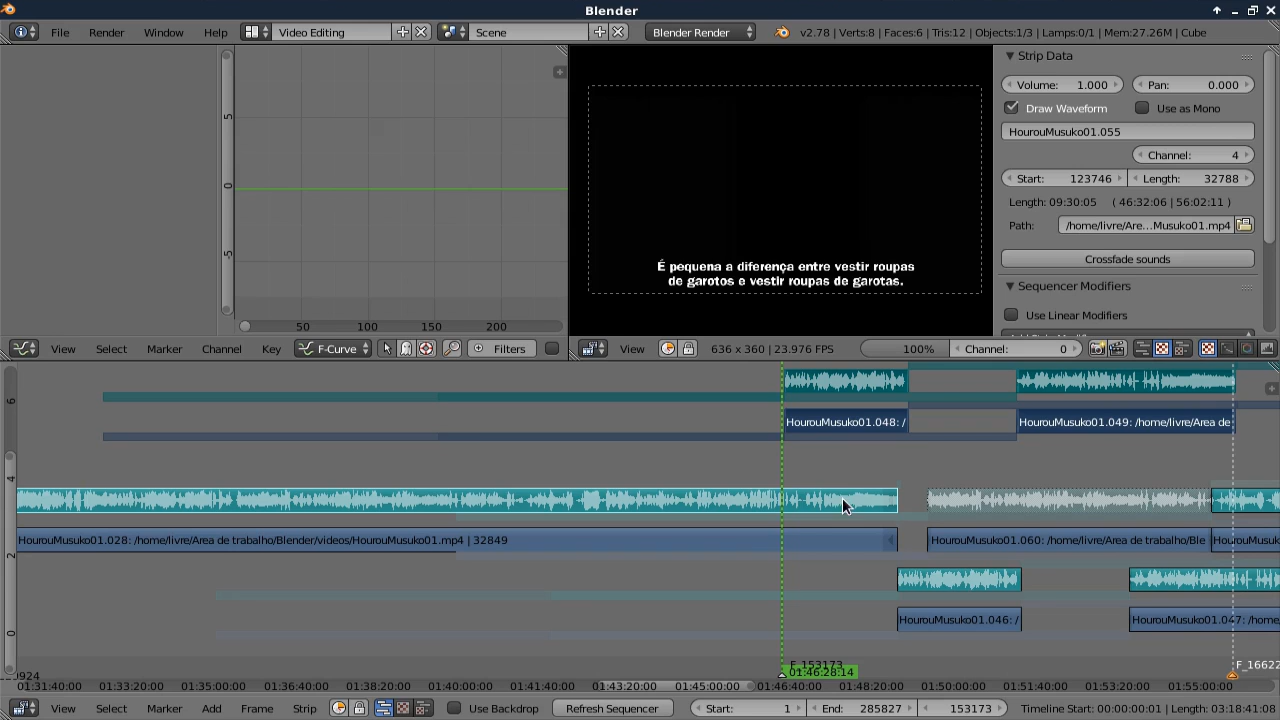 Blender
File Render Window Help Video Editing Scene Blender Render v2.78 | Verts:8 | Faces:6 | Tris:12 | Objects:1/3 | Lamps:0/1 | Mem:27.26M | Cube
Strip Data
Volume: 1.000 Pan: 0.000
Draw Waveform Use as Mono
HourouMusuko01.055
Channel: 4
Start: 123746 Length: 32788
Length: 09:30:05 ( 46:32:06 | 56:02:11 )
Path: /home/livre/Are...Musuko01.mp4
Crossfade sounds
Sequencer Modifiers
Use Linear Modifiers
5
0
-5
50 100 150 200
É pequena a diferença entre vestir roupas
de garotos e vestir roupas de garotas.
View Select Marker Channel Key F-Curve Filters
View 636 x 360 | 23.976 FPS 100% Channel: 0
6
4
2
0
HourouMusuko01.048: / HourouMusuko01.049: /home/livre/Area de
HourouMusuko01.028: /home/livre/Area de trabalho/Blender/videos/HourouMusuko01.mp4 | 32849 HourouMusuko01.060: /home/livre/Area de trabalho/Ble HourouMusuk
HourouMusuko01.046: / HourouMusuko01.047: /home
F_153173 F_16622
0924 01:46:28:14
01:31:40:00 01:33:20:00 01:35:00:00 01:36:40:00 01:38:20:00 01:40:00:00 01:41:40:00 01:43:20:00 01:45:00:00 01:46:40:00 01:48:20:00 01:50:00:00 01:51:40:00 01:53:20:00 01:55:00:00
View Select Marker Add Frame Strip Use Backdrop Refresh Sequencer Start: 1 End: 285827 153173 Timeline Start: 00:00:00:01 | Length: 03:18:41:08